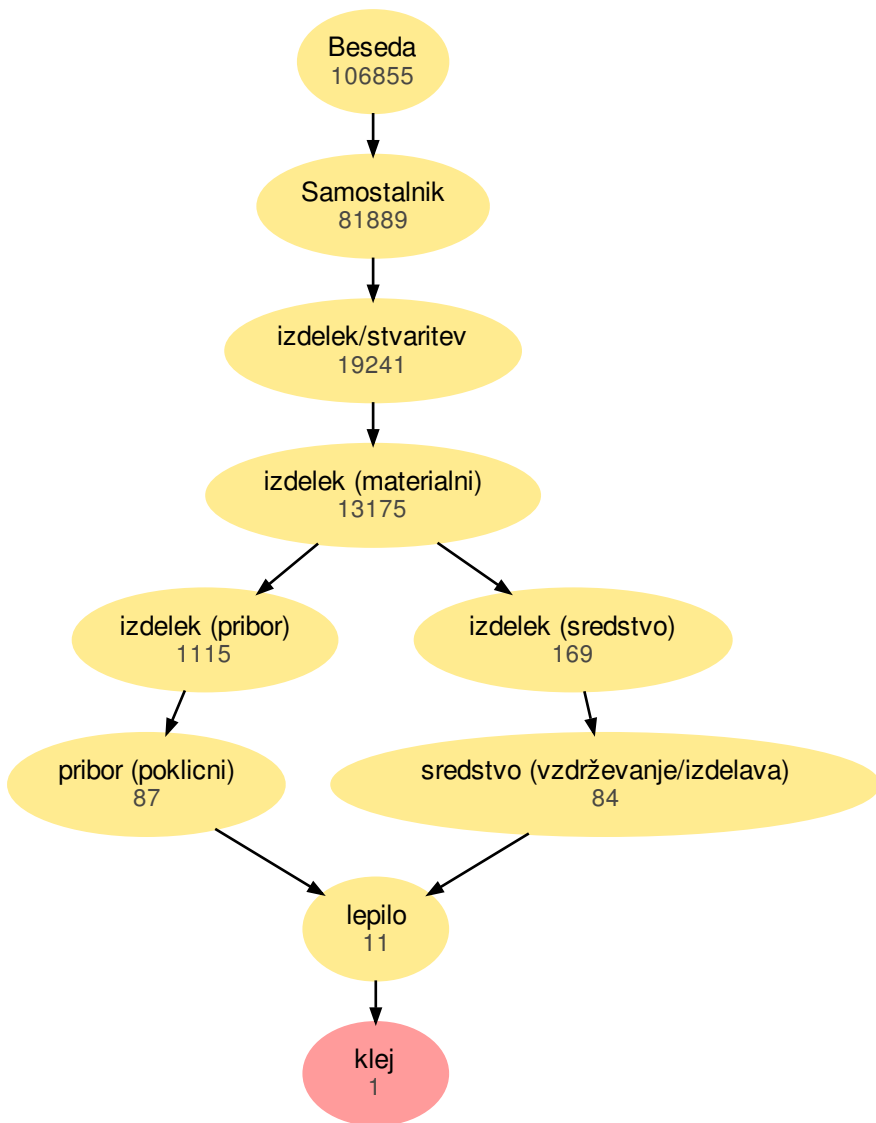 Beseda
106855
Samostalnik
81889
izdelek/stvaritev
19241
izdelek (materialni)
13175
izdelek (pribor)
1115
izdelek (sredstvo)
169
pribor (poklicni)
87
sredstvo (vzdrževanje/izdelava)
84
lepilo
11
klej
1